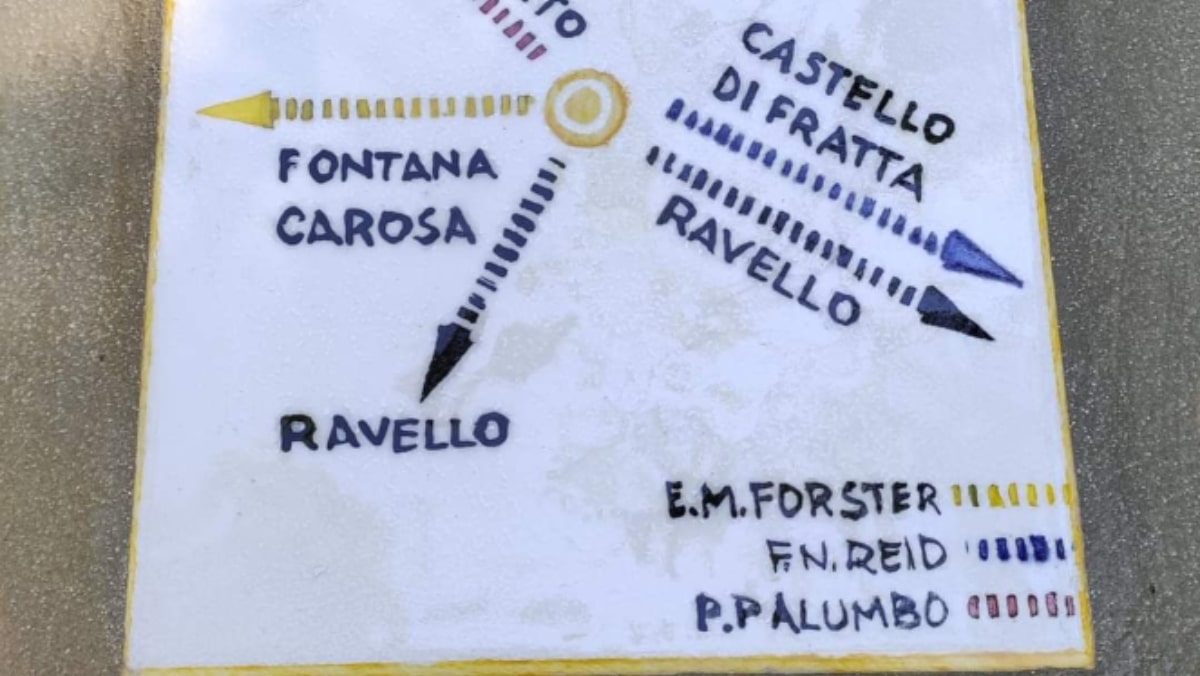 CASTELLO
DI FRATTA
FONTANA
CAROSA
RAVELLO
RAVELLO
E.M. FORSTER
F.N. REID
P. PALUMBO